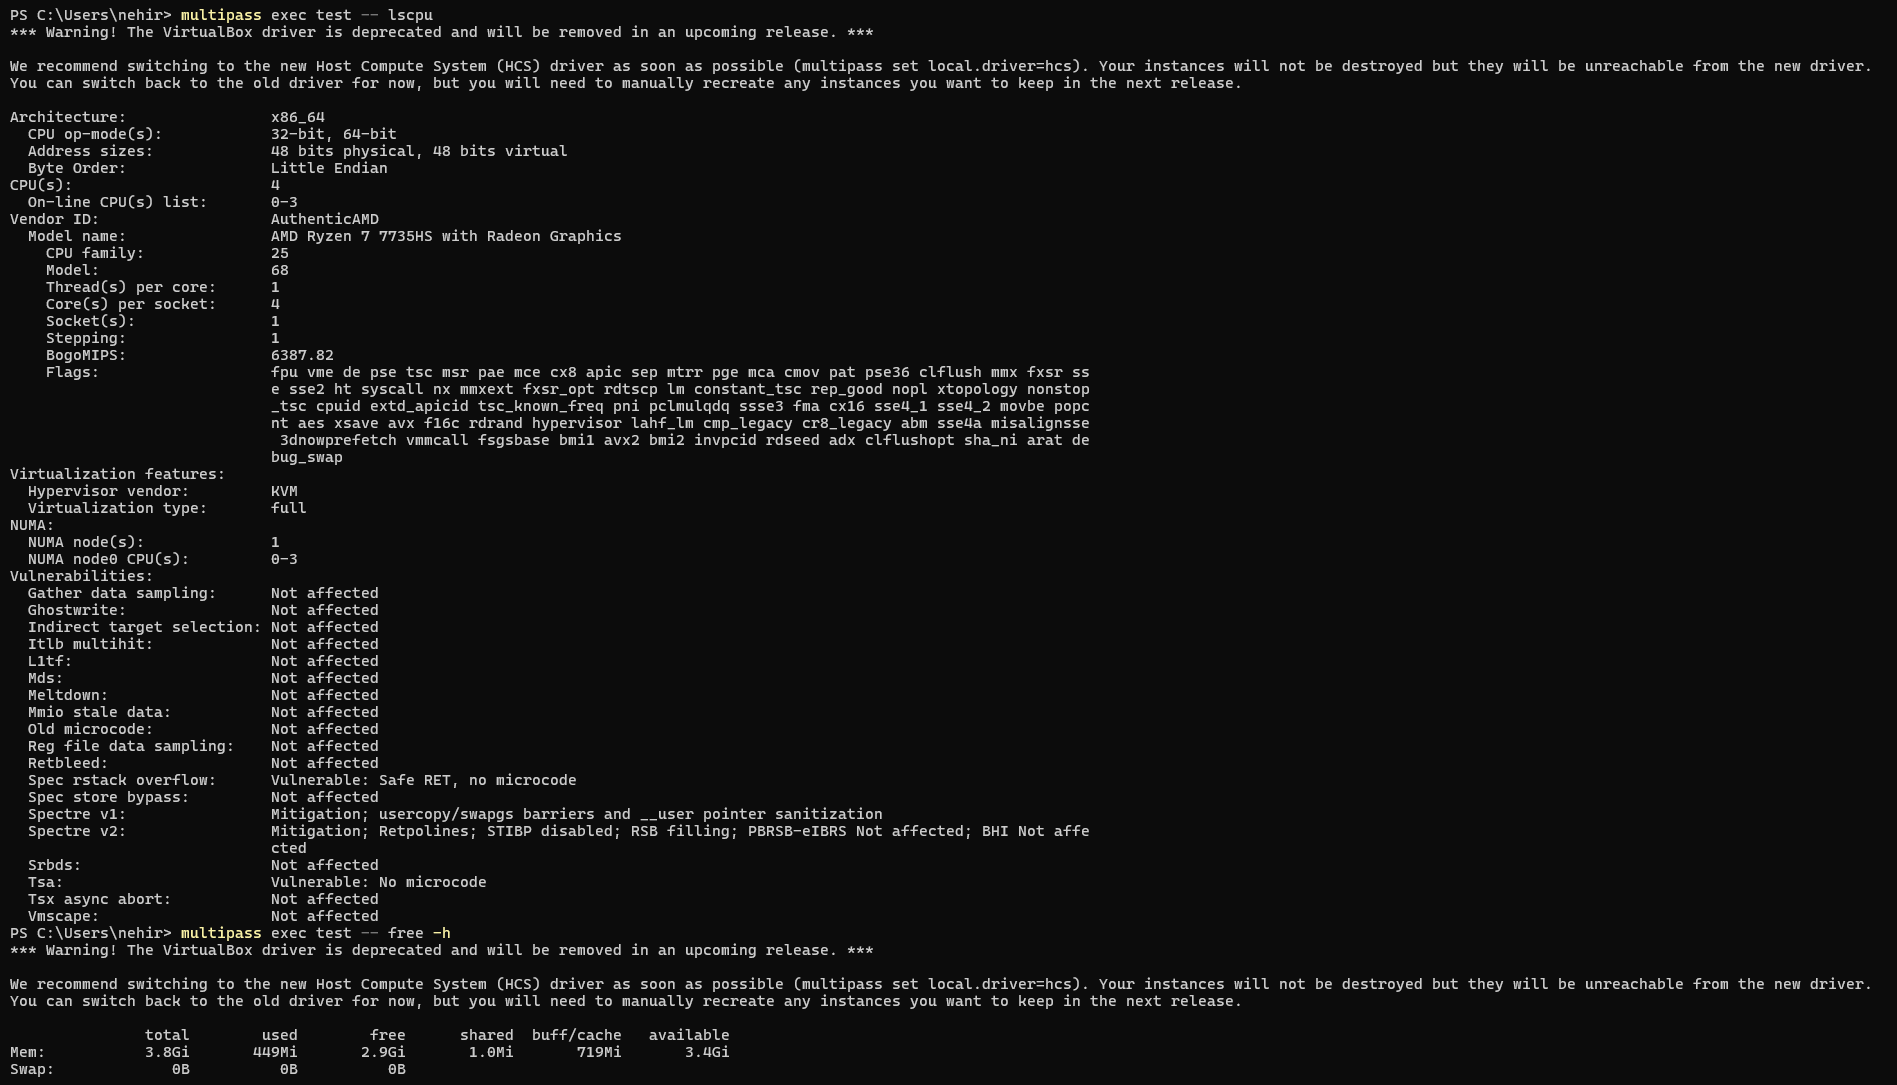 PS C:\Users\nehir> multipass exec test -- lscpu
*** Warning! The VirtualBox driver is deprecated and will be removed in an upcoming release. ***
We recommend switching to the new Host Compute System (HCS) driver as soon as possible (multipass set local.driver=hcs). Your instances will not be destroyed but they will be unreachable from the new driver.
You can switch back to the old driver for now, but you will need to manually recreate any instances you want to keep in the next release.
Architecture: x86_64
CPU op-mode(s): 32-bit, 64-bit
Address sizes: 48 bits physical, 48 bits virtual
Byte Order: Little Endian
CPU(s): 4
On-line CPU(s) list: 0-3
Vendor ID: AuthenticAMD
Model name: AMD Ryzen 7 7735HS with Radeon Graphics
CPU family: 25
Model: 68
Thread(s) per core: 1
Core(s) per socket: 4
Socket(s): 1
Stepping: 1
BogoMIPS: 6387.82
Flags: fpu vme de pse tsc msr pae mce cx8 apic sep mtrr pge mca cmov pat pse36 clflush mmx fxsr ss
e sse2 ht syscall nx mmxext fxsr_opt rdtscp lm constant_tsc rep_good nopl xtopology nonstop
_tsc cpuid extd_apicid tsc_known_freq pni pclmulqdq ssse3 fma cx16 sse4_1 sse4_2 movbe popc
nt aes xsave avx f16c rdrand hypervisor lahf_lm cmp_legacy cr8_legacy abm sse4a misalignsse
3dnowprefetch vmmcall fsgsbase bmi1 avx2 bmi2 invpcid rdseed adx clflushopt sha_ni arat de
bug_swap
Virtualization features:
Hypervisor vendor: KVM
Virtualization type: full
NUMA:
NUMA node(s): 1
NUMA node0 CPU(s): 0-3
Vulnerabilities:
Gather data sampling: Not affected
Ghostwrite: Not affected
Indirect target selection: Not affected
Itlb multihit: Not affected
L1tf: Not affected
Mds: Not affected
Meltdown: Not affected
Mmio stale data: Not affected
Old microcode: Not affected
Reg file data sampling: Not affected
Retbleed: Not affected
Spec rstack overflow: Vulnerable: Safe RET, no microcode
Spec store bypass: Not affected
Spectre v1: Mitigation; usercopy/swapgs barriers and __user pointer sanitization
Spectre v2: Mitigation; Retpolines; STIBP disabled; RSB filling; PBRSB-eIBRS Not affected; BHI Not affe
cted
Srbds: Not affected
Tsa: Vulnerable: No microcode
Tsx async abort: Not affected
Vmscape: Not affected
PS C:\Users\nehir> multipass exec test -- free -h
*** Warning! The VirtualBox driver is deprecated and will be removed in an upcoming release. ***
We recommend switching to the new Host Compute System (HCS) driver as soon as possible (multipass set local.driver=hcs). Your instances will not be destroyed but they will be unreachable from the new driver.
You can switch back to the old driver for now, but you will need to manually recreate any instances you want to keep in the next release.
total used free shared buff/cache available
Mem: 3.8Gi 449Mi 2.9Gi 1.0Mi 719Mi 3.4Gi
Swap: 0B 0B 0B